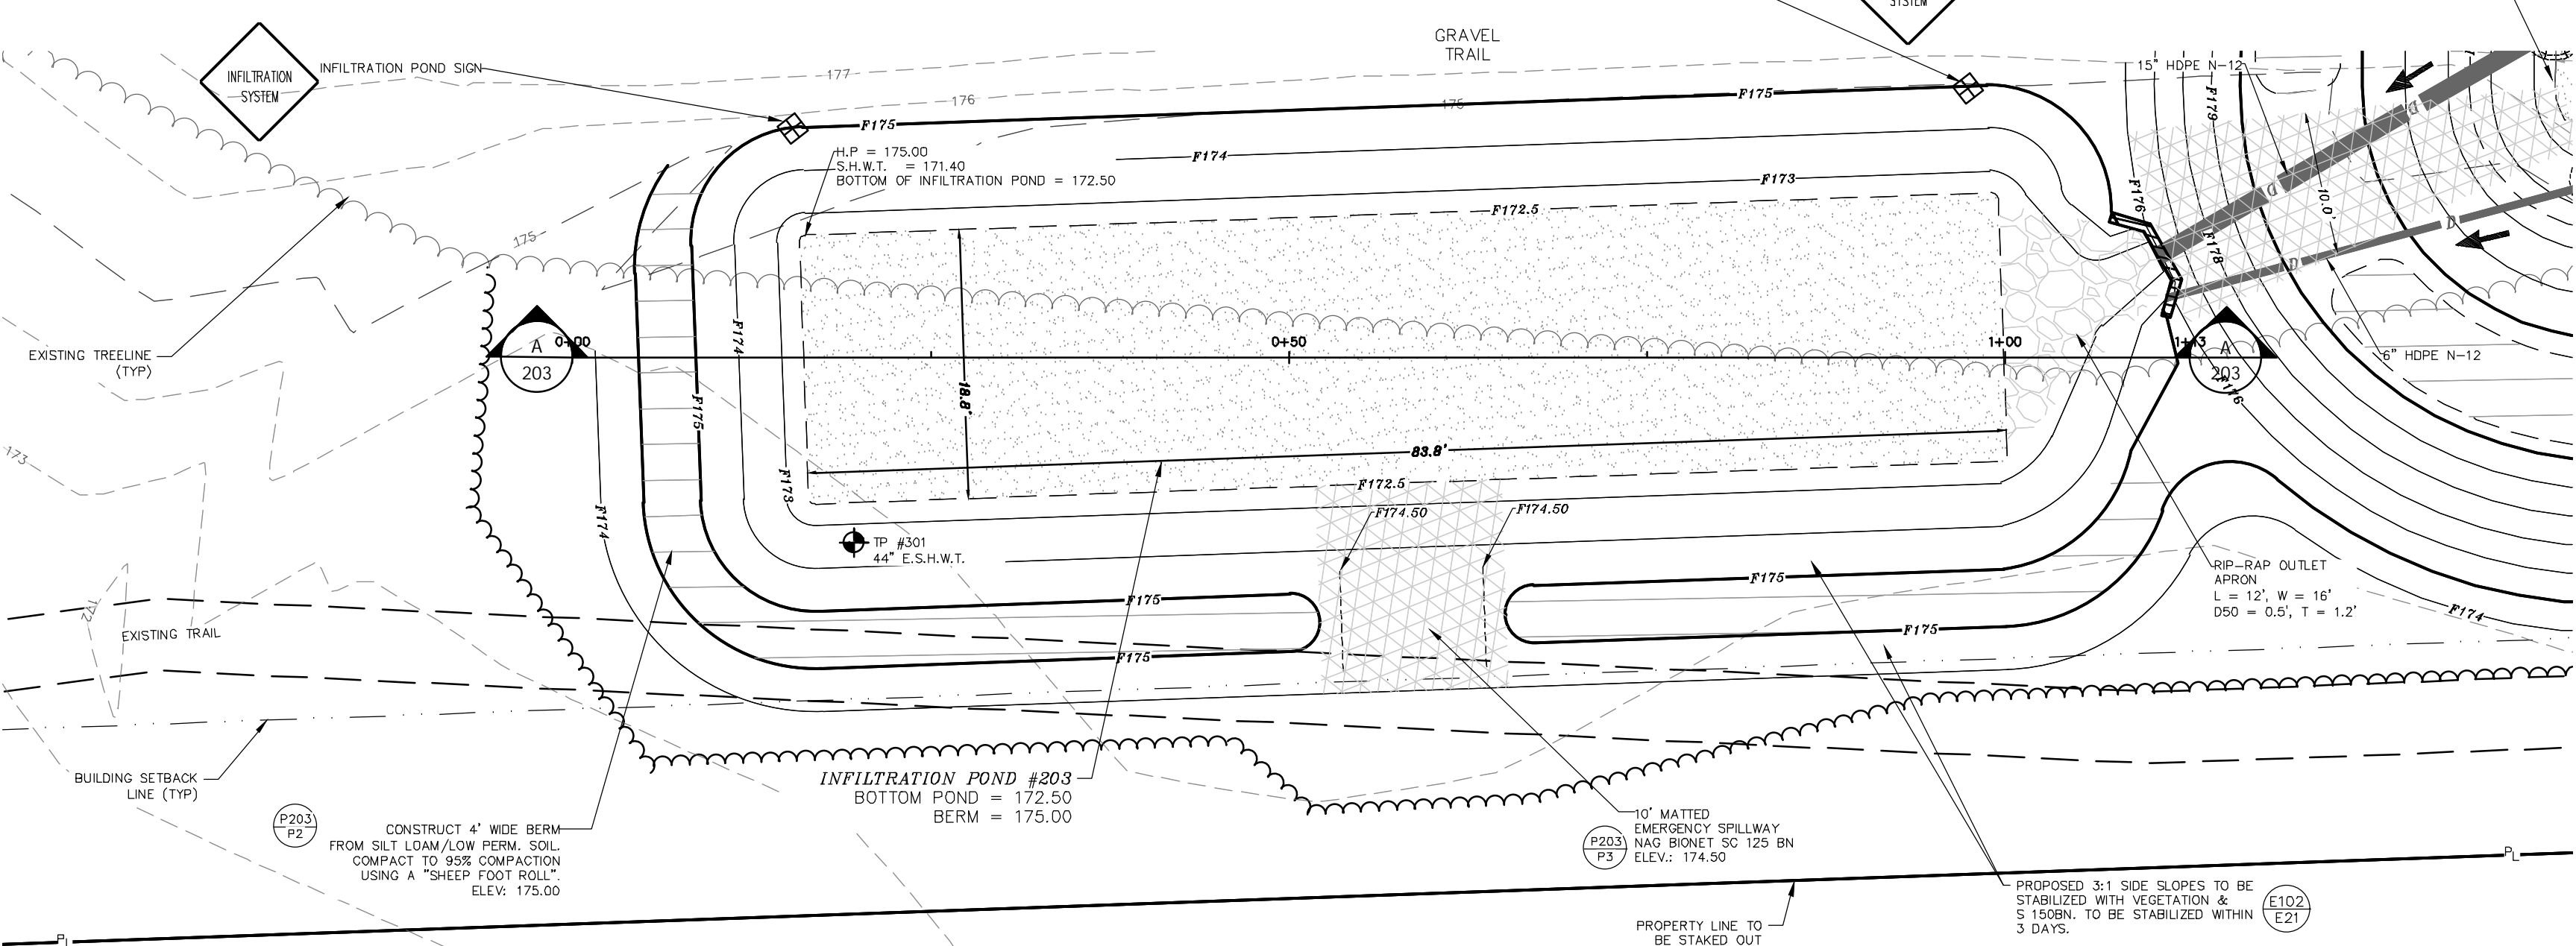 SYSTEM
GRAVEL
TRAIL
INFILTRATION
SYSTEM
INFILTRATION POND SIGN
177
176
175
F175
F175
15" HDPE N-12
F179
D
H.P = 175.00
S.H.W.T. = 171.40
BOTTOM OF INFILTRATION POND = 172.50
F174
F173
F172.5
F176
F178
D
10.0'
D
D
175
EXISTING TREELINE
(TYP)
A
203
0+00
0+50
1+00
1+13
A
203
6" HDPE N-12
F174
F175
18.8'
83.8'
173
F173
F174
F172.5
F174.50
F174.50
TP #301
44" E.S.H.W.T.
RIP-RAP OUTLET
APRON
L = 12', W = 16'
D50 = 0.5', T = 1.2'
F174
172
EXISTING TRAIL
F175
F175
F175
F175
BUILDING SETBACK
LINE (TYP)
P203
P2
CONSTRUCT 4' WIDE BERM
FROM SILT LOAM/LOW PERM. SOIL.
COMPACT TO 95% COMPACTION
USING A "SHEEP FOOT ROLL".
ELEV: 175.00
INFILTRATION POND #203
BOTTOM POND = 172.50
BERM = 175.00
P203
P3
10' MATTED
EMERGENCY SPILLWAY
NAG BIONET SC 125 BN
ELEV.: 174.50
PROPERTY LINE TO
BE STAKED OUT
PROPOSED 3:1 SIDE SLOPES TO BE
STABILIZED WITH VEGETATION &
S 150BN. TO BE STABILIZED WITHIN
3 DAYS.
E102
E21
PL
PL